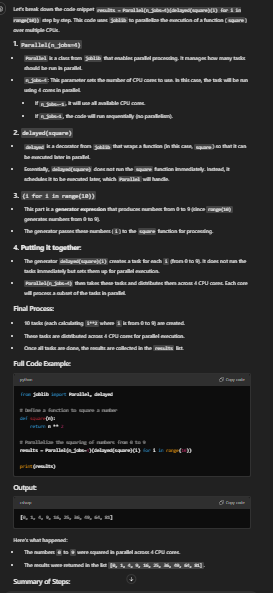 Let's break down the code snippet results = Parallel(n_jobs=4)(delayed(square)(i) for i in
range(10)) step by step. This code uses joblib to parallelize the execution of a function ( square )
over multiple CPUs.
1. Parallel(n_jobs=4)
• Parallel is a class from joblib that enables parallel processing. It manages how many tasks
should be run in parallel.
• n_jobs=4: This parameter sets the number of CPU cores to use. In this case, the task will be run
using 4 cores in parallel.
• If n_jobs=-1, it will use all available CPU cores.
• If n_jobs=1, the code will run sequentially (no parallelism).
2. delayed(square)
• delayed is a decorator from joblib that wraps a function (in this case, square) so that it can
be executed later in parallel.
• Essentially, delayed(square) does not run the square function immediately. Instead, it
schedules it to be executed later, which Parallel will handle.
3. (i for i in range(10))
• This part is a generator expression that produces numbers from 0 to 9 (since range(10)
generates numbers from 0 to 9).
• The generator passes these numbers ( i ) to the square function for processing.
4. Putting it together:
• The generator delayed(square)(i) creates a task for each i (from 0 to 9). It does not run the
tasks immediately but sets them up for parallel execution.
• Parallel(n_jobs=4) then takes these tasks and distributes them across 4 CPU cores. Each core
will process a subset of the tasks in parallel.
Final Process:
• 10 tasks (each calculating i**2 where i is from 0 to 9) are created.
• These tasks are distributed across 4 CPU cores for parallel execution.
• Once all tasks are done, the results are collected in the results list.
Full Code Example:
python Copy code
from joblib import Parallel, delayed
# Define a function to square a number
def square(n):
return n ** 2
# Parallelize the squaring of numbers from 0 to 9
results = Parallel(n_jobs=4)(delayed(square)(i) for i in range(10))
print(results)
Output:
Copy code
[0, 1, 4, 9, 16, 25, 36, 49, 64, 81]
Here's what happened:
• The numbers 0 to 9 were squared in parallel across 4 CPU cores.
• The results were returned in the list [0, 1, 4, 9, 16, 25, 36, 49, 64, 81].
Summary of Steps: